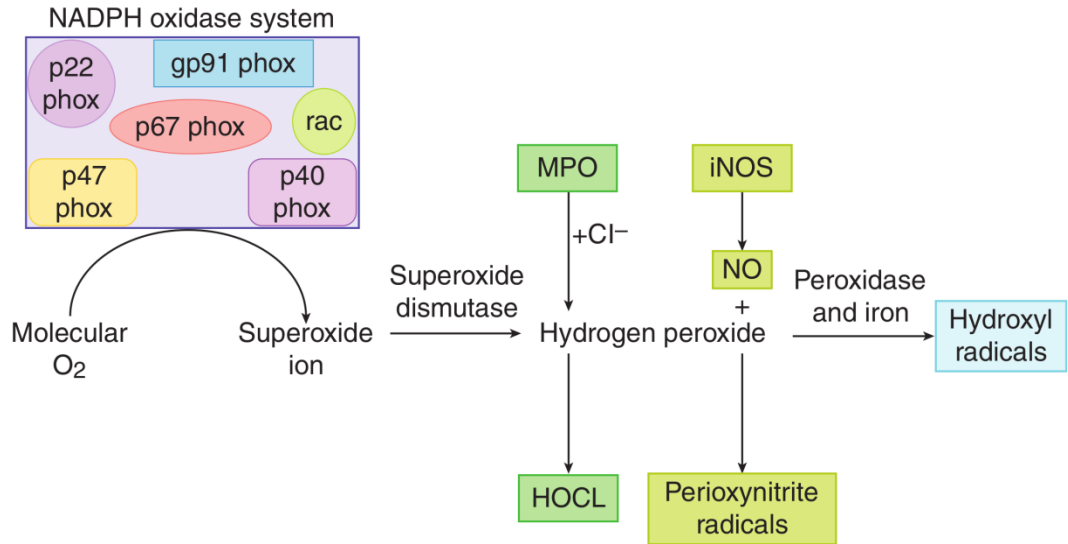 NADPH oxidase system
p22
phox
gp91 phox
p67 phox
rac
p47
phox
p40
phox
MPO
iNOS
+Cl–
NO
+
Superoxide
dismutase
Peroxidase
and iron
Molecular
O2
Superoxide
ion
Hydrogen peroxide
Hydroxyl
radicals
HOCL
Perioxynitrite
radicals